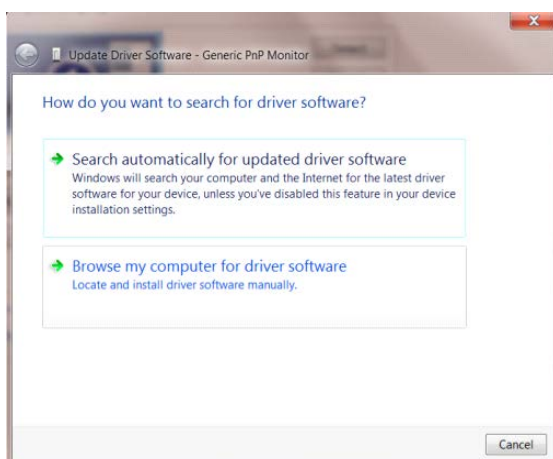 Update Driver Software - Generic PnP Monitor
How do you want to search for driver software?
Search automatically for updated driver software
Windows will search your computer and the Internet for the latest driver
software for your device, unless you've disabled this feature in your device
installation settings.
Browse my computer for driver software
Locate and install driver software manually.
Cancel